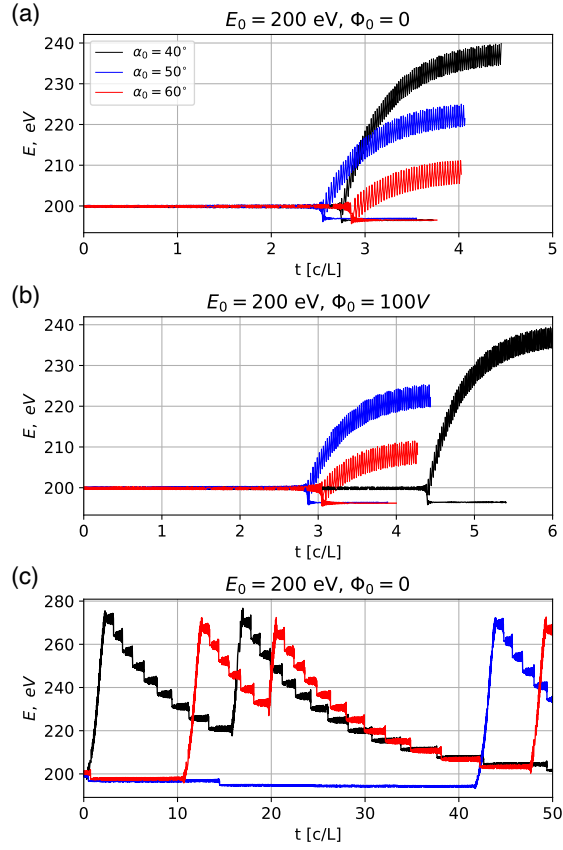 (a)
E₀ = 200 eV, Φ₀ = 0
240
230
220
210
200
E, eV
α₀ = 40°
α₀ = 50°
α₀ = 60°
0 1 2 3 4 5
t [c/L]
(b)
E₀ = 200 eV, Φ₀ = 100V
240
230
220
210
200
E, eV
0 1 2 3 4 5 6
t [c/L]
(c)
E₀ = 200 eV, Φ₀ = 0
280
260
240
220
200
E, eV
0 10 20 30 40 50
t [c/L]